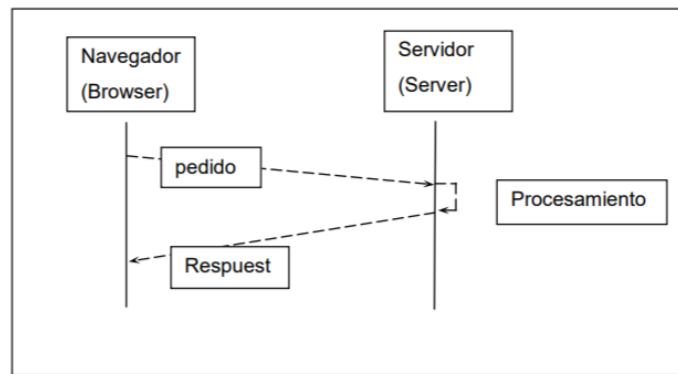 Navegador
(Browser)
Servidor
(Server)
pedido
Procesamiento
Respuest